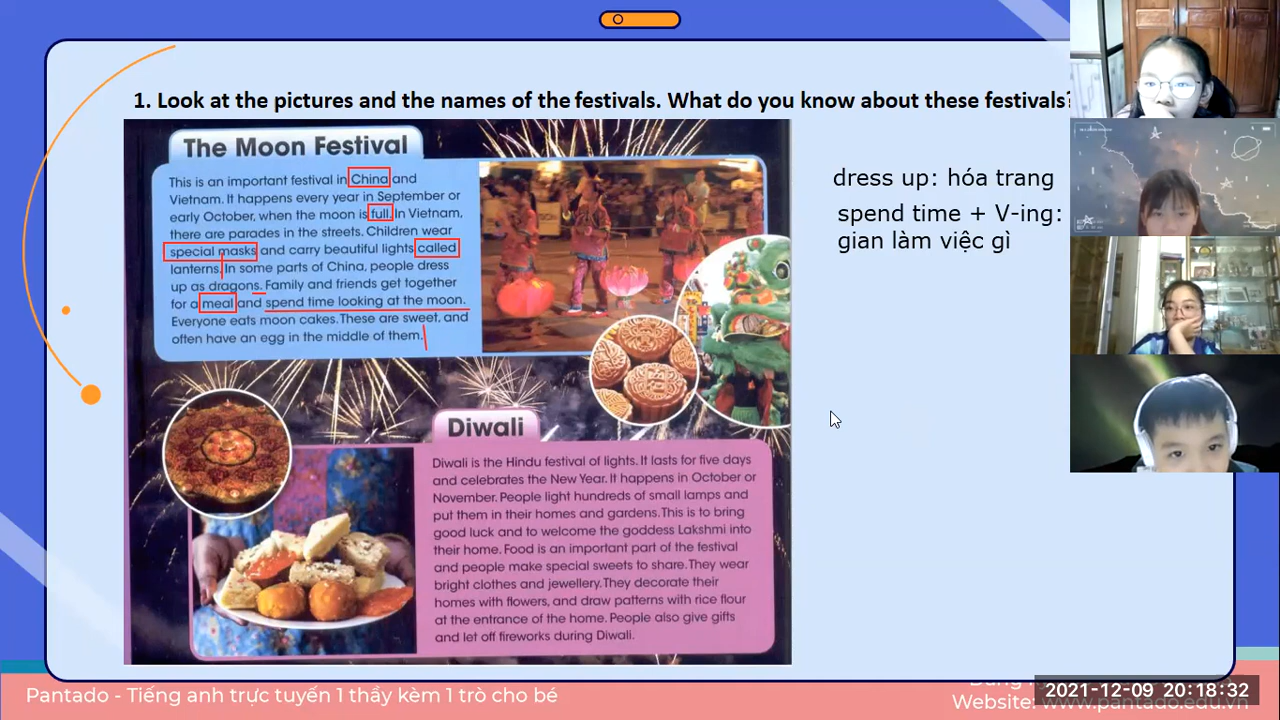 1. Look at the pictures and the names of the festivals. What do you know about these festivals?
The Moon Festival
This is an important festival in China and
Vietnam. It happens every year in September or
early October, when the moon is full. In Vietnam,
there are parades in the streets. Children wear
special masks and carry beautiful lights called
lanterns. In some parts of China, people dress
up as dragons. Family and friends get together
for a meal and spend time looking at the moon.
Everyone eats moon cakes. These are sweet, and
often have an egg in the middle of them.
dress up: hóa trang
spend time + V-ing:
gian làm việc gì
Diwali
Diwali is the Hindu festival of lights. It lasts for five days
and celebrates the New Year. It happens in October or
November. People light hundreds of small lamps and
put them in their homes and gardens. This is to bring
good luck and to welcome the goddess Lakshmi into
their home. Food is an important part of the festival
and people make special sweets to share. They wear
bright clothes and jewellery. They decorate their
homes with flowers, and draw patterns with rice flour
at the entrance of the home. People also give gifts
and let off fireworks during Diwali.
Pantado - Tiếng anh trực tuyến 1 thầy kèm 1 trò cho bé
2021-12-09 20:18:32
Website: www.pantado.edu.vn